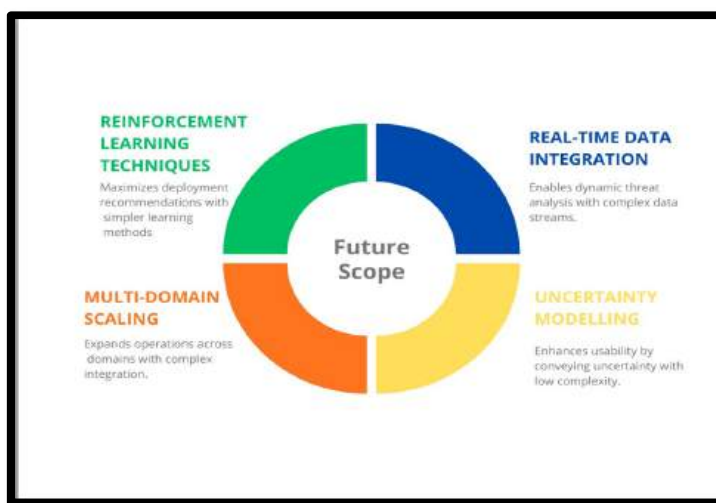 REINFORCEMENT
LEARNING
TECHNIQUES
Maximizes deployment
recommendations with
simpler learning
methods
REAL-TIME DATA
INTEGRATION
Enables dynamic threat
analysis with complex data
streams.
Future
Scope
MULTI-DOMAIN
SCALING
Expands operations across
domains with complex
integration.
UNCERTAINTY
MODELLING
Enhances usability by
conveying uncertainty with
low complexity.